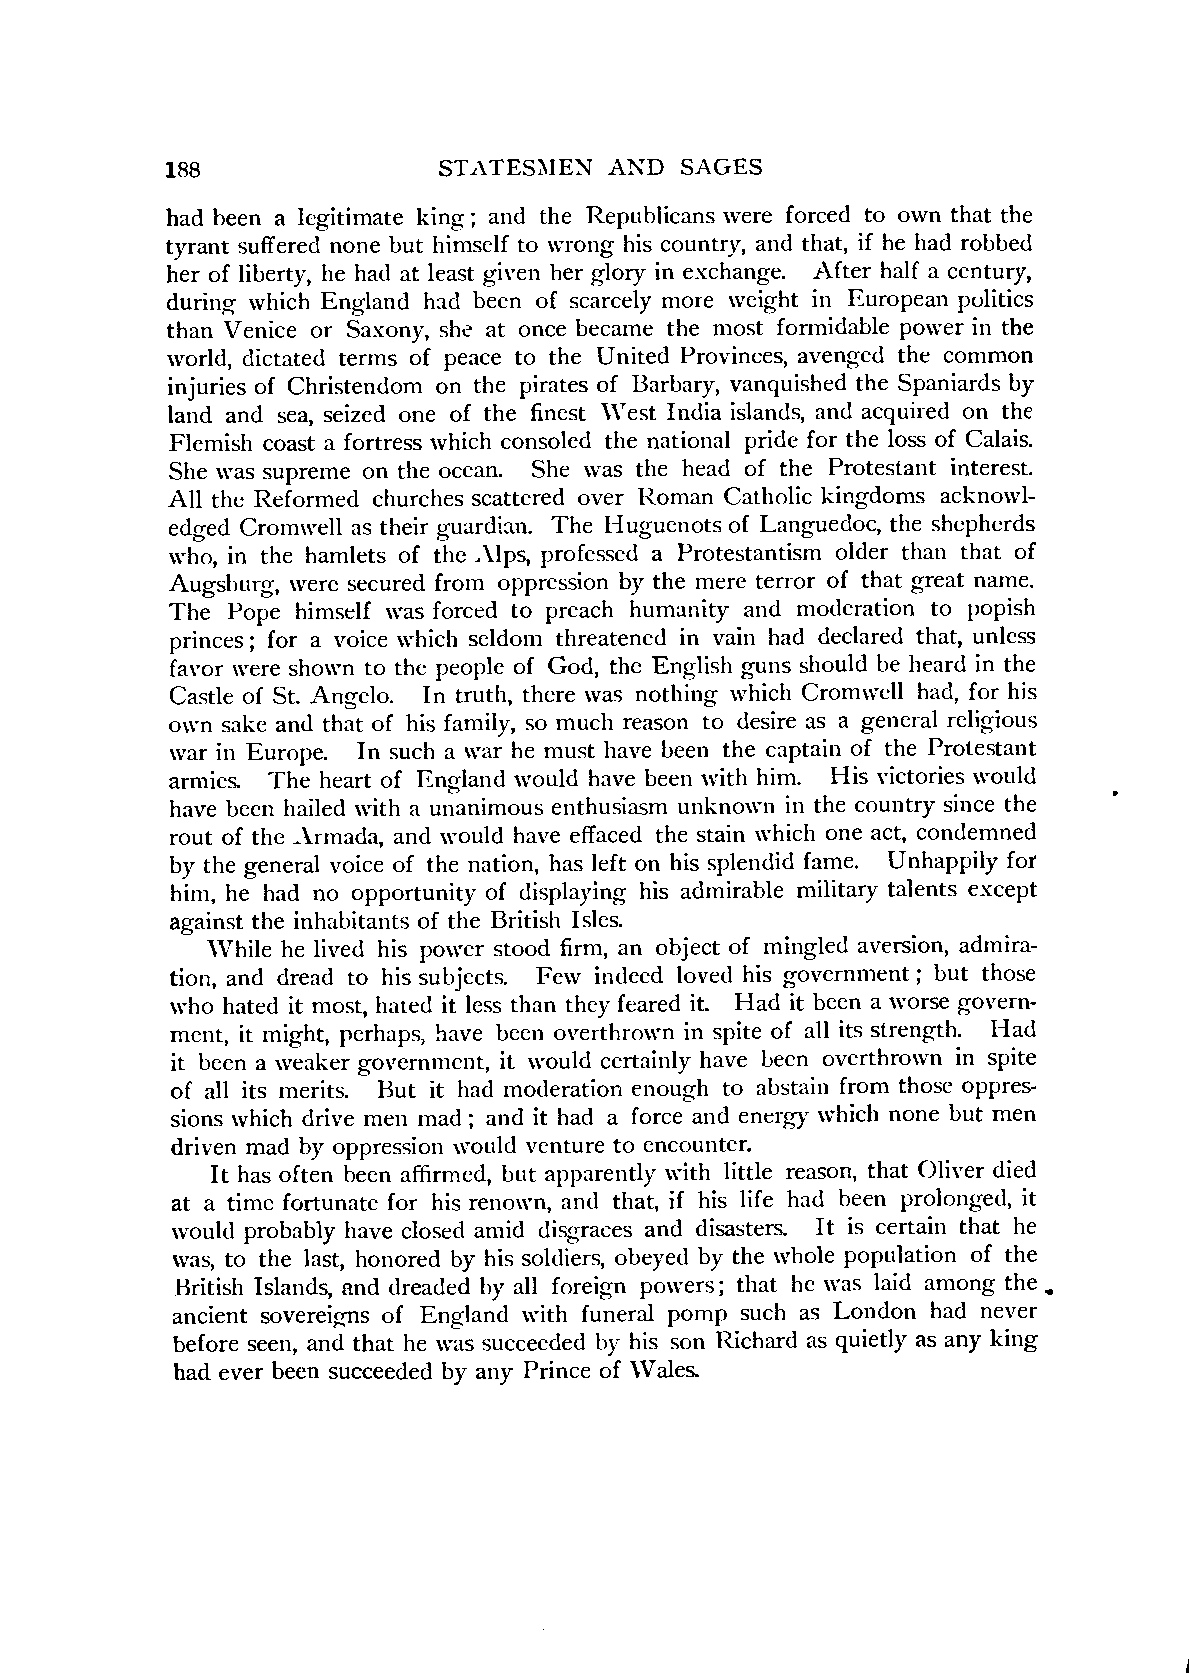 188 STATESMEN AND SAGES
had been a legitimate king; and the Republicans were forced to own that the
tyrant suffered none but himself to wrong his country, and that, if he had robbed
her of liberty, he had at least given her glory in exchange. After half a century,
during which England had been of scarcely more weight in European politics
than Venice or Saxony, she at once became the most formidable power in the
world, dictated terms of peace to the United Provinces, avenged the common
injuries of Christendom on the pirates of Barbary, vanquished the Spaniards by
land and sea, seized one of the finest West India islands, and acquired on the
Flemish coast a fortress which consoled the national pride for the loss of Calais.
She was supreme on the ocean. She was the head of the Protestant interest.
All the Reformed churches scattered over Roman Catholic kingdoms acknowl-
edged Cromwell as their guardian. The Huguenots of Languedoc, the shepherds
who, in the hamlets of the Alps, professed a Protestantism older than that of
Augsburg, were secured from oppression by the mere terror of that great name.
The Pope himself was forced to preach humanity and moderation to popish
princes; for a voice which seldom threatened in vain had declared that, unless
favor were shown to the people of God, the English guns should be heard in the
Castle of St. Angelo. In truth, there was nothing which Cromwell had, for his
own sake and that of his family, so much reason to desire as a general religious
war in Europe. In such a war he must have been the captain of the Protestant
armies. The heart of England would have been with him. His victories would
have been hailed with a unanimous enthusiasm unknown in the country since the
rout of the Armada, and would have effaced the stain which one act, condemned
by the general voice of the nation, has left on his splendid fame. Unhappily for
him, he had no opportunity of displaying his admirable military talents except
against the inhabitants of the British Isles.
While he lived his power stood firm, an object of mingled aversion, admira-
tion, and dread to his subjects. Few indeed loved his government; but those
who hated it most, hated it less than they feared it. Had it been a worse govern-
ment, it might, perhaps, have been overthrown in spite of all its strength. Had
it been a weaker government, it would certainly have been overthrown in spite
of all its merits. But it had moderation enough to abstain from those oppres-
sions which drive men mad; and it had a force and energy which none but men
driven mad by oppression would venture to encounter.
It has often been affirmed, but apparently with little reason, that Oliver died
at a time fortunate for his renown, and that, if his life had been prolonged, it
would probably have closed amid disgraces and disasters. It is certain that he
was, to the last, honored by his soldiers, obeyed by the whole population of the
British Islands, and dreaded by all foreign powers; that he was laid among the
ancient sovereigns of England with funeral pomp such as London had never
before seen, and that he was succeeded by his son Richard as quietly as any king
had ever been succeeded by any Prince of Wales.